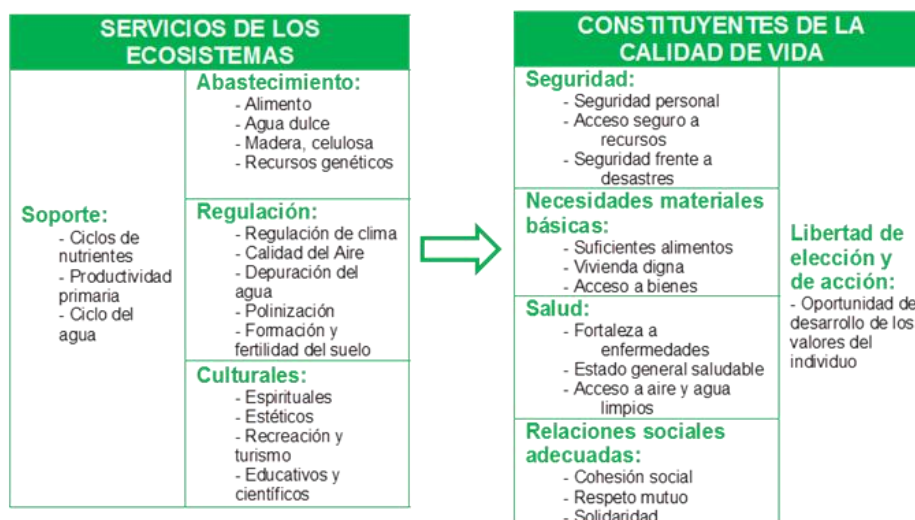 SERVICIOS DE LOS
ECOSISTEMAS
Soporte:
- Ciclos de
nutrientes
- Productividad
primaria
- Ciclo del
agua
Abastecimiento:
- Alimento
- Agua dulce
- Madera, celulosa
- Recursos genéticos
Regulación:
- Regulación de clima
- Calidad del Aire
- Depuración del
agua
- Polinización
- Formación y
fertilidad del suelo
Culturales:
- Espirituales
- Estéticos
- Recreación y
turismo
- Educativos y
científicos
CONSTITUYENTES DE LA
CALIDAD DE VIDA
Seguridad:
- Seguridad personal
- Acceso seguro a
recursos
- Seguridad frente a
desastres
Necesidades materiales
básicas:
- Suficientes alimentos
- Vivienda digna
- Acceso a bienes
Salud:
- Fortaleza a
enfermedades
- Estado general saludable
- Acceso a aire y agua
limpios
Relaciones sociales
adecuadas:
- Cohesión social
- Respeto mutuo
- Solidaridad
Libertad de
elección y
de acción:
- Oportunidad de
desarrollo de los
valores del
individuo